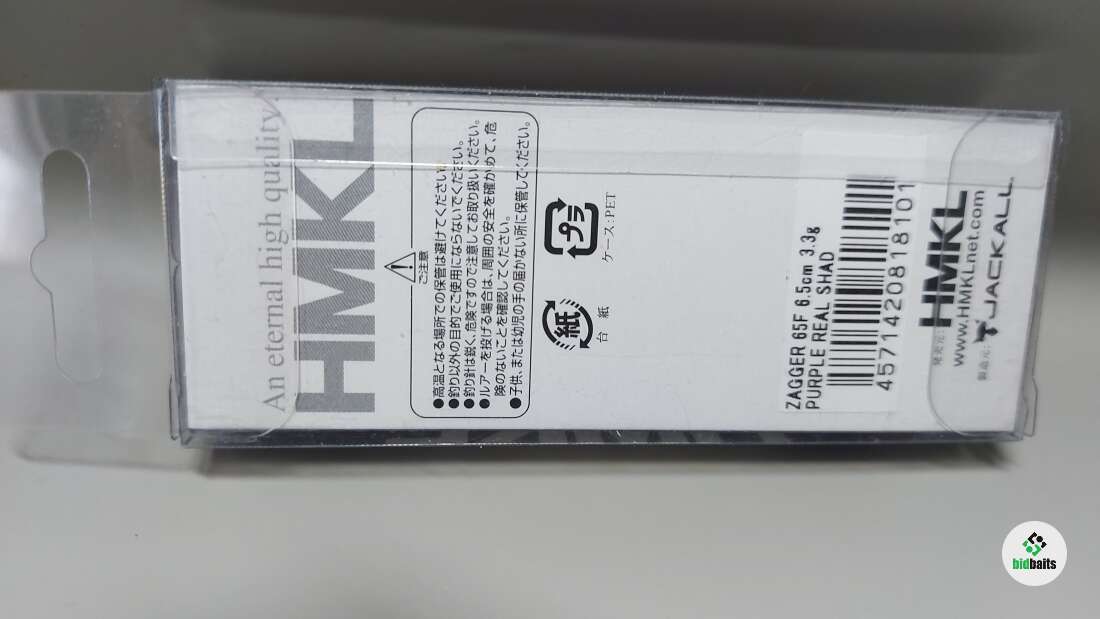 An eternal high quality
HMKL
ご注意
●高温となる場所での保管は避けてください。
●釣り以外の目的でご使用にならないでください。
●釣り針は鋭く、危険ですので注意してお取り扱いください。
●ルアーを投げる場合は、周囲の安全を確かめて、危
険のないことを確認してください。
●子供、または幼児の手の届かない所に保管してください。
紙
台紙
プラ
ケース:PET
ZAGGER 65F 6.5cm 3.3g
PURPLE REAL SHAD
4571420818101
発売元:
HMKL
www.HMKLnet.com
製造元:
JACKALL
bidbaits